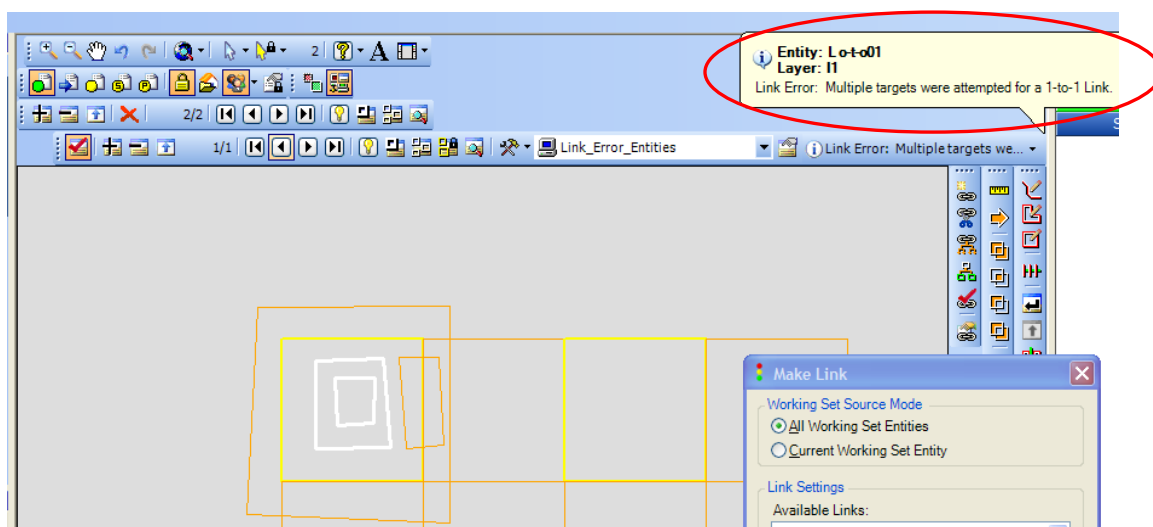 2
A
Entity: Lo-t-o01
Layer: l1
Link Error: Multiple targets were attempted for a 1-to-1 Link.
2/2
1/1
Link_Error_Entities
Link Error: Multiple targets we...
S
Make Link
Working Set Source Mode
All Working Set Entities
Current Working Set Entity
Link Settings
Available Links: